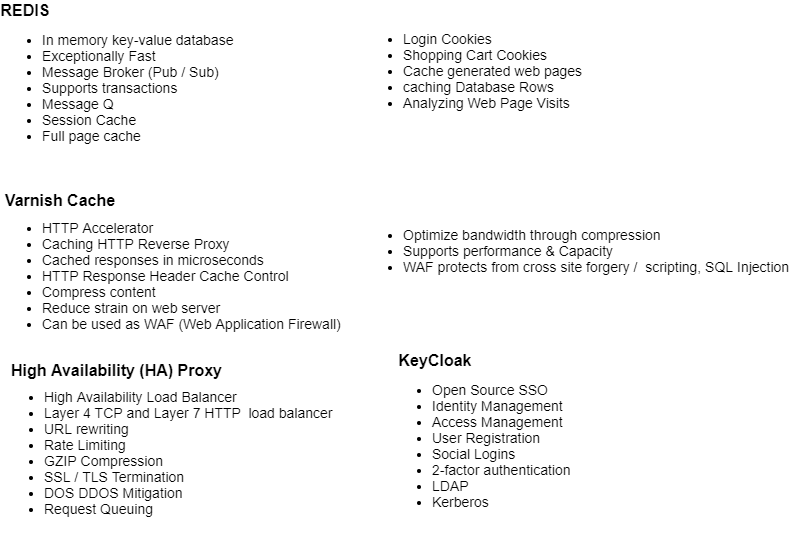 REDIS
In memory key-value database
Exceptionally Fast
Message Broker (Pub / Sub)
Supports transactions
Message Q
Session Cache
Full page cache
Login Cookies
Shopping Cart Cookies
Cache generated web pages
caching Database Rows
Analyzing Web Page Visits
Varnish Cache
HTTP Accelerator
Caching HTTP Reverse Proxy
Cached responses in microseconds
HTTP Response Header Cache Control
Compress content
Reduce strain on web server
Can be used as WAF (Web Application Firewall)
Optimize bandwidth through compression
Supports performance & Capacity
WAF protects from cross site forgery /  scripting, SQL Injection
High Availability (HA) Proxy
High Availability Load Balancer
Layer 4 TCP and Layer 7 HTTP  load balancer
URL rewriting
Rate Limiting
GZIP Compression
SSL / TLS Termination
DOS DDOS Mitigation
Request Queuing
KeyCloak
Open Source SSO
Identity Management
Access Management
User Registration
Social Logins
2-factor authentication
LDAP
Kerberos